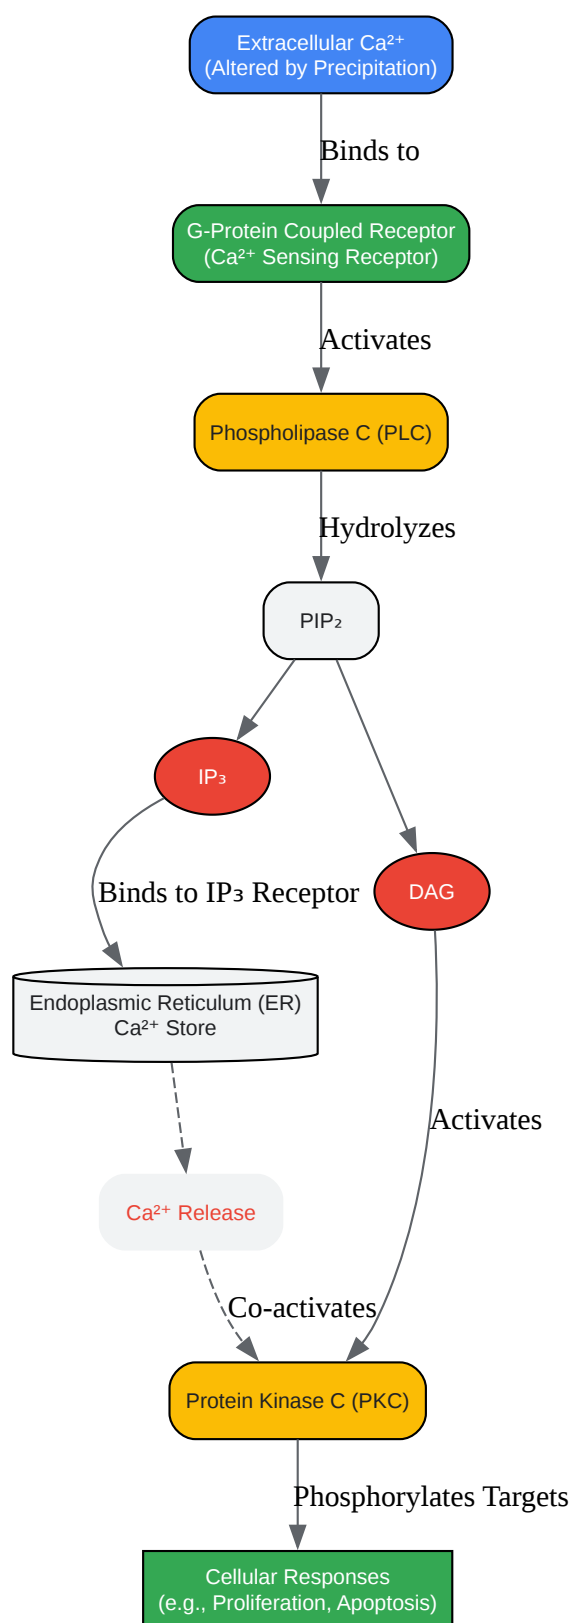 Extracellular Ca²⁺
(Altered by Precipitation)
Binds to
G-Protein Coupled Receptor
(Ca²⁺ Sensing Receptor)
Activates
Phospholipase C (PLC)
Hydrolyzes
PIP₂
IP₃
Binds to IP₃ Receptor
DAG
Endoplasmic Reticulum (ER)
Ca²⁺ Store
Activates
Ca²⁺ Release
Co-activates
Protein Kinase C (PKC)
Phosphorylates Targets
Cellular Responses
(e.g., Proliferation, Apoptosis)